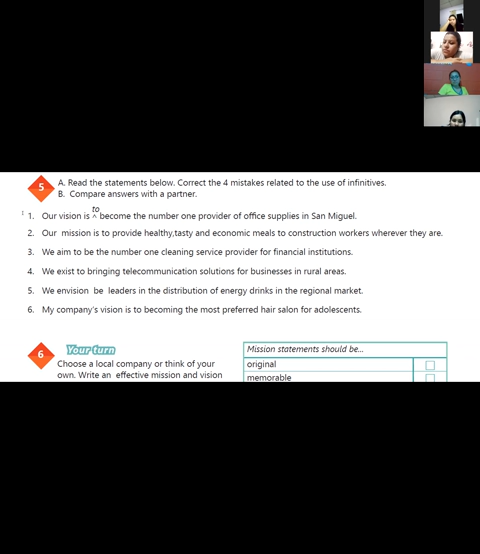 5
A. Read the statements below. Correct the 4 mistakes related to the use of infinitives.
B. Compare answers with a partner.
to
1. Our vision is ^ become the number one provider of office supplies in San Miguel.
2. Our mission is to provide healthy,tasty and economic meals to construction workers wherever they are.
3. We aim to be the number one cleaning service provider for financial institutions.
4. We exist to bringing telecommunication solutions for businesses in rural areas.
5. We envision be leaders in the distribution of energy drinks in the regional market.
6. My company's vision is to becoming the most preferred hair salon for adolescents.
6
Your turn
Choose a local company or think of your
own. Write an effective mission and vision
Mission statements should be...
original
memorable